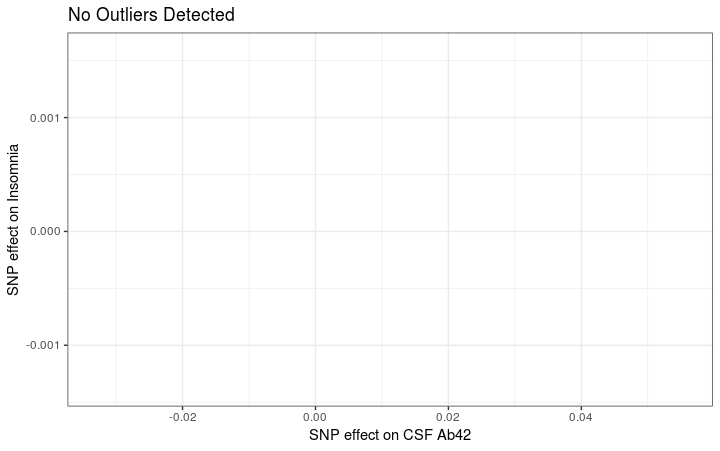 No Outliers Detected
SNP effect on Insomnia
0.001
0.000
-0.001
-0.02
0.00
0.02
0.04
SNP effect on CSF Ab42